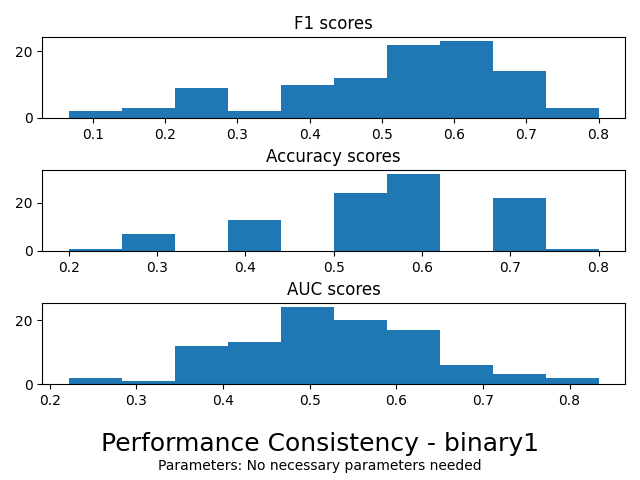 F1 scores
20
0
0.1 0.2 0.3 0.4 0.5 0.6 0.7 0.8
Accuracy scores
20
0
0.2 0.3 0.4 0.5 0.6 0.7 0.8
AUC scores
20
0
0.2 0.3 0.4 0.5 0.6 0.7 0.8
Performance Consistency - binary1
Parameters: No necessary parameters needed